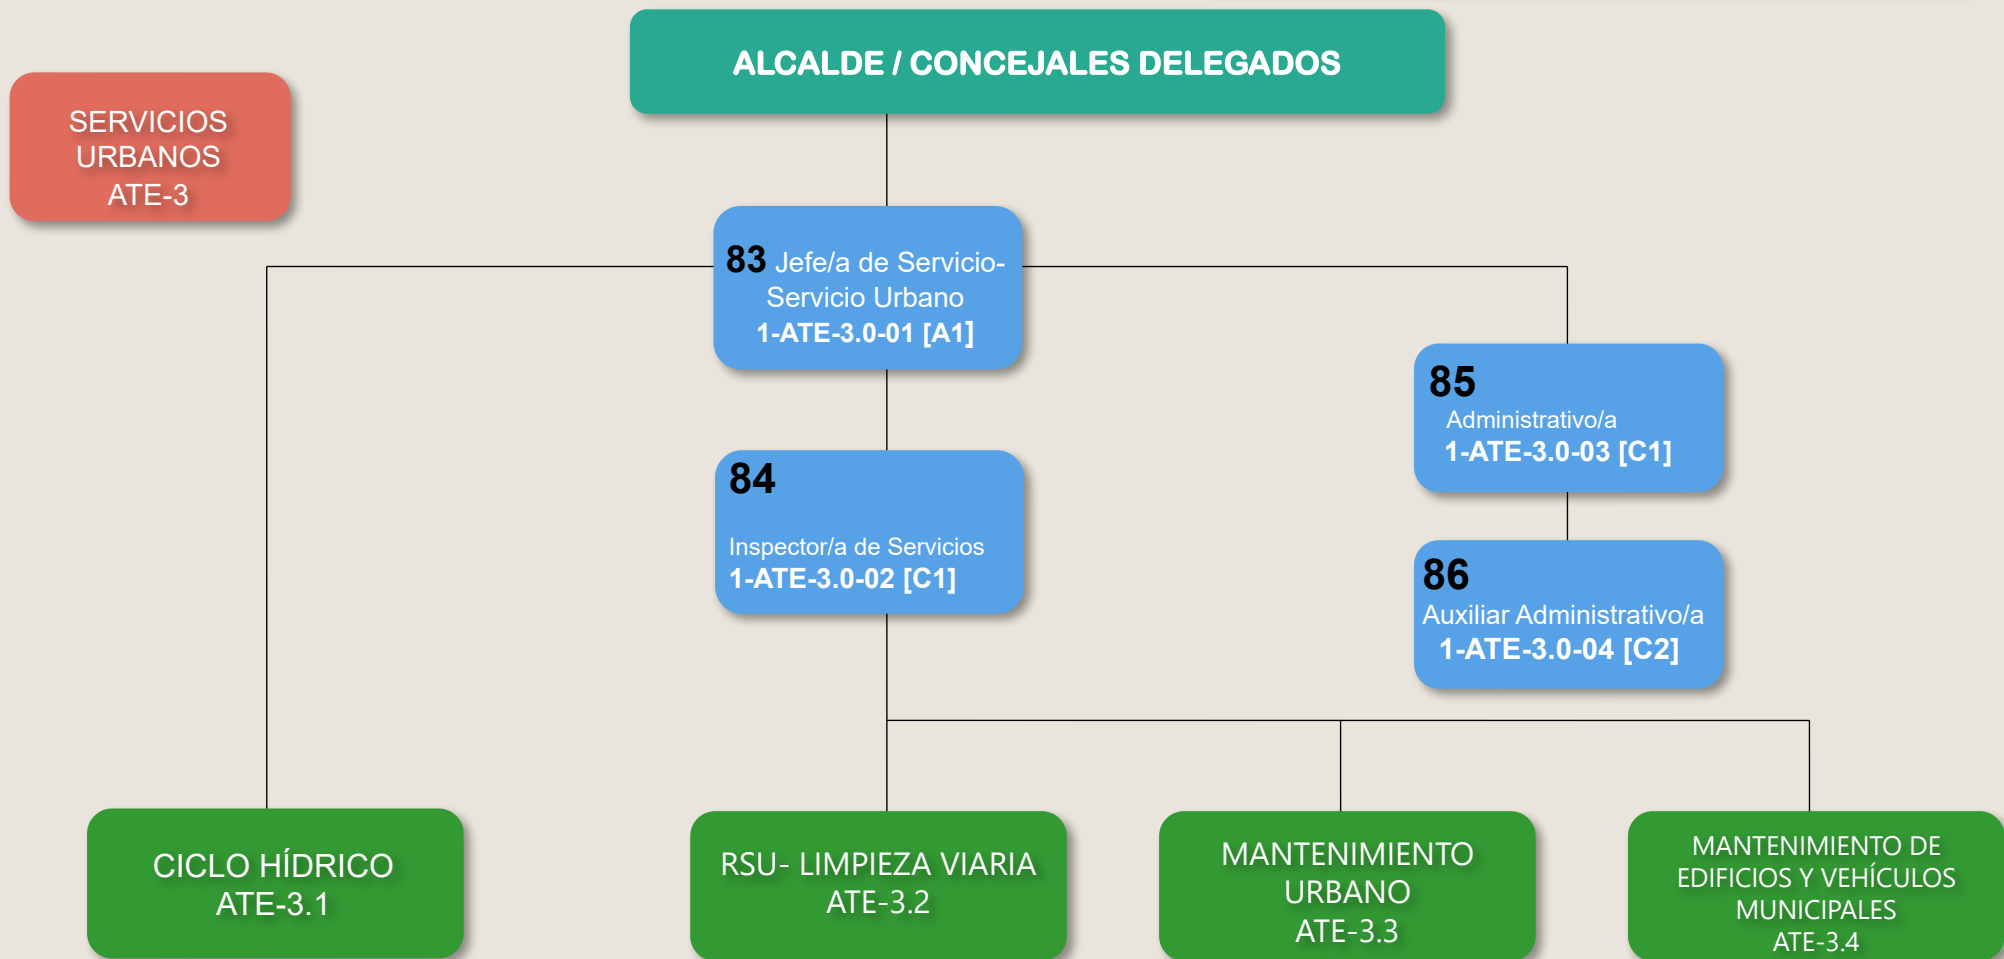 ALCALDE / CONCEJALES DELEGADOS
SERVICIOS
URBANOS
ATE-3
83 Jefe/a de Servicio-
Servicio Urbano
1-ATE-3.0-01 [A1]
84
Inspector/a de Servicios
1-ATE-3.0-02 [C1]
85
Administrativo/a
1-ATE-3.0-03 [C1]
86
Auxiliar Administrativo/a
1-ATE-3.0-04 [C2]
CICLO HÍDRICO
ATE-3.1
RSU- LIMPIEZA VIARIA
ATE-3.2
MANTENIMIENTO
URBANO
ATE-3.3
MANTENIMIENTO DE
EDIFICIOS Y VEHÍCULOS
MUNICIPALES
ATE-3.4